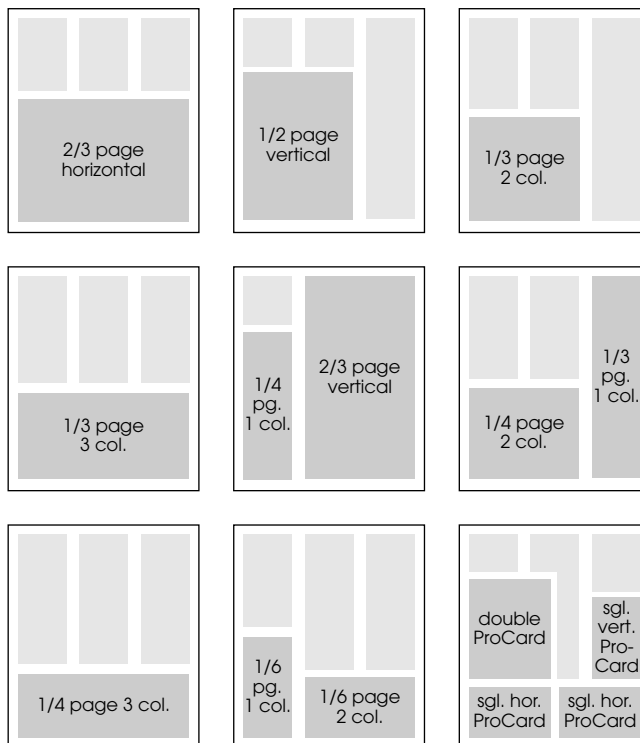 2/3 page
horizontal
1/2 page
vertical
1/3 page
2 col.
1/3 page
3 col.
1/4
pg.
1 col.
2/3 page
vertical
1/4 page
2 col.
1/3
pg.
1 col.
1/4 page 3 col.
1/6
pg.
1 col.
1/6 page
2 col.
double
ProCard
sgl.
vert.
Pro-
Card
sgl. hor.
ProCard
sgl. hor.
ProCard